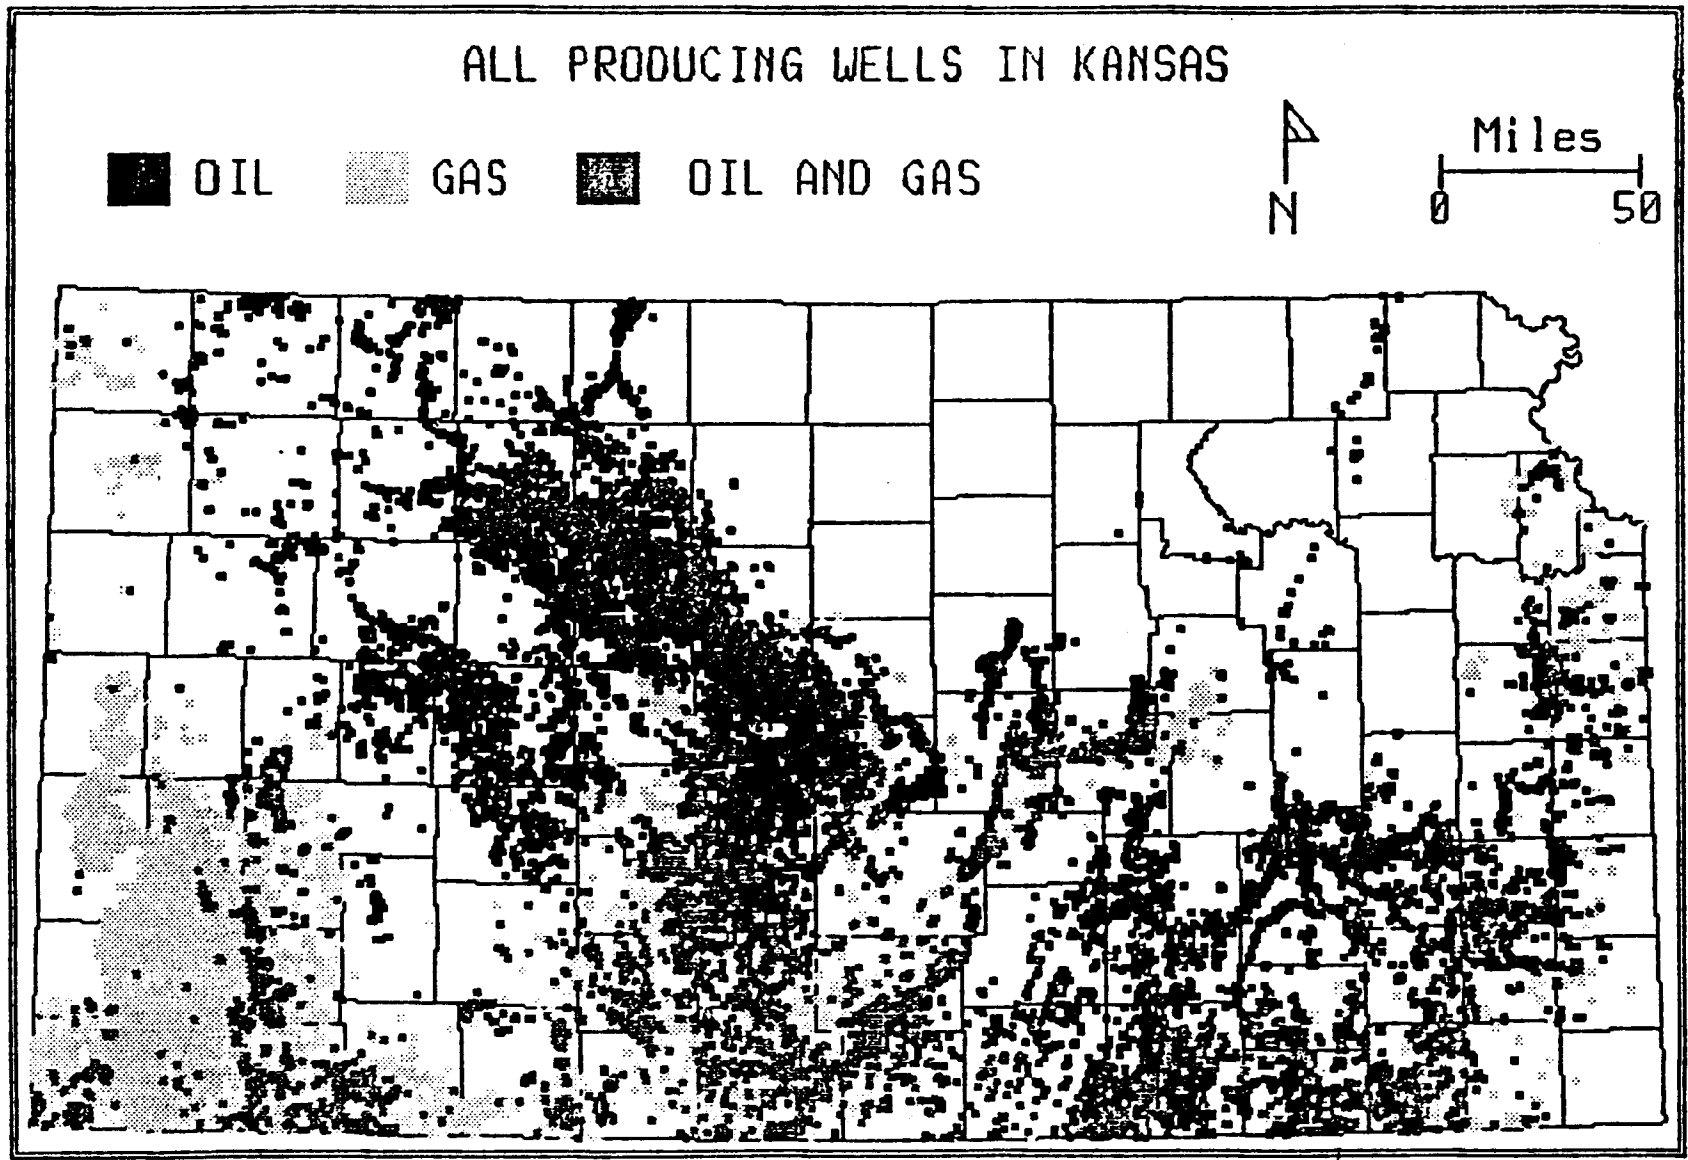 ALL PRODUCING WELLS IN KANSAS
OIL GAS OIL AND GAS
N
Miles
0 50